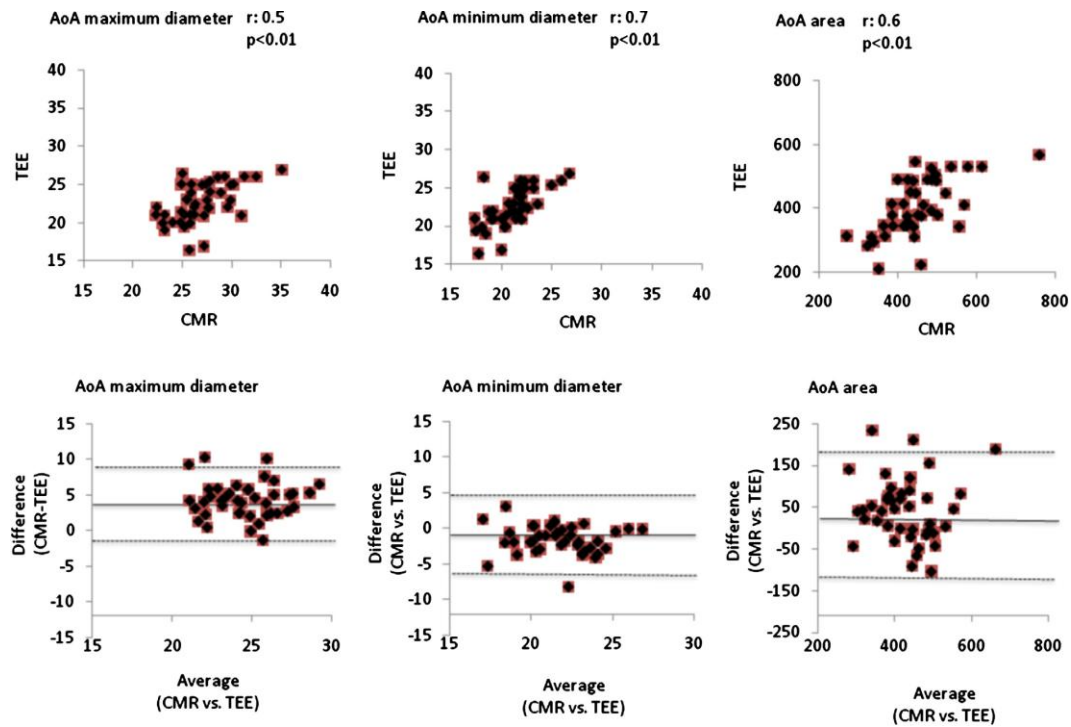 AoA maximum diameter r: 0.5
p<0.01
40
35
30
25
20
15
TEE
15 20 25 30 35 40
CMR
AoA minimum diameter r: 0.7
p<0.01
40
35
30
25
20
15
TEE
15 20 25 30 35 40
CMR
AoA area r: 0.6
p<0.01
800
600
400
200
TEE
200 400 600 800
CMR
AoA maximum diameter
15
10
5
0
-5
-10
-15
Difference
(CMR-TEE)
15 20 25 30
Average
(CMR vs. TEE)
AoA minimum diameter
15
10
5
0
-5
-10
-15
Difference
(CMR vs. TEE)
15 20 25 30
Average
(CMR vs. TEE)
AoA area
250
150
50
-50
-150
-250
Difference
(CMR vs. TEE)
200 400 600 800
Average
(CMR vs. TEE)